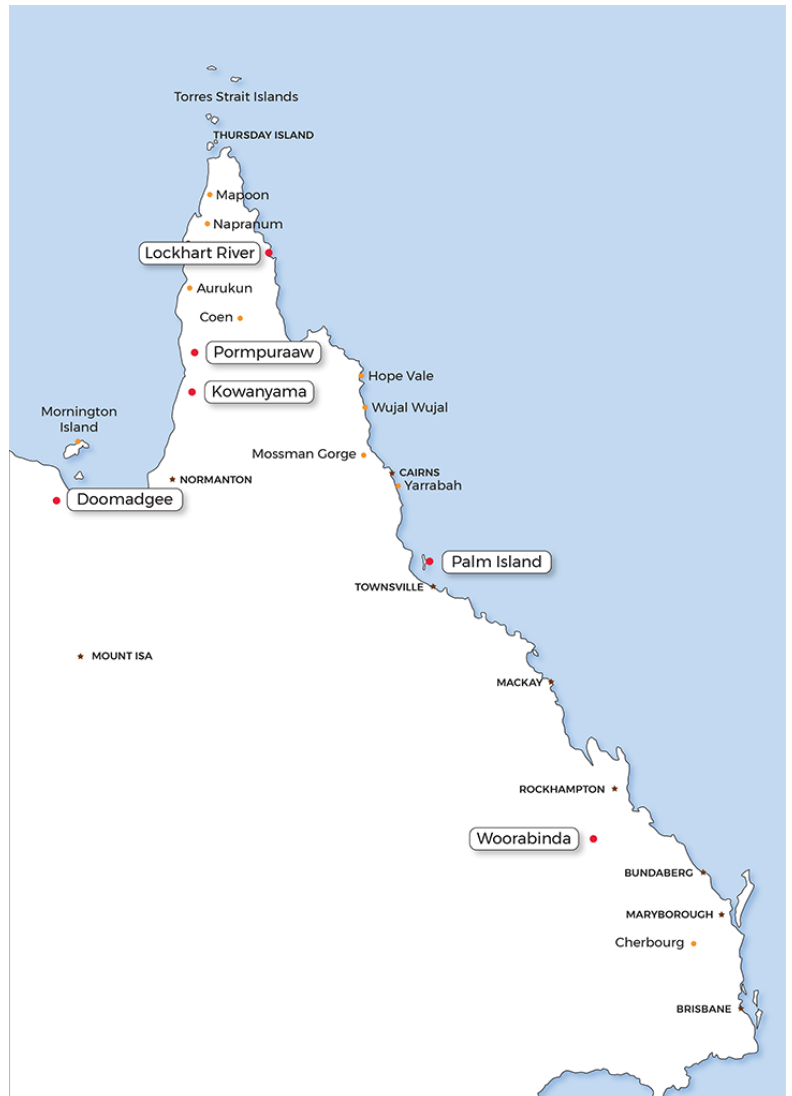 Torres Strait Islands
THURSDAY ISLAND
Mapoon
Napranum
Lockhart River
Aurukun
Coen
Pormpuraaw
Hope Vale
Kowanyama
Wujal Wujal
Mornington
Island
Mossman Gorge
CAIRNS
NORMANTON
Yarrabah
Doomadgee
Palm Island
TOWNSVILLE
MOUNT ISA
MACKAY
ROCKHAMPTON
Woorabinda
BUNDABERG
MARYBOROUGH
Cherbourg
BRISBANE